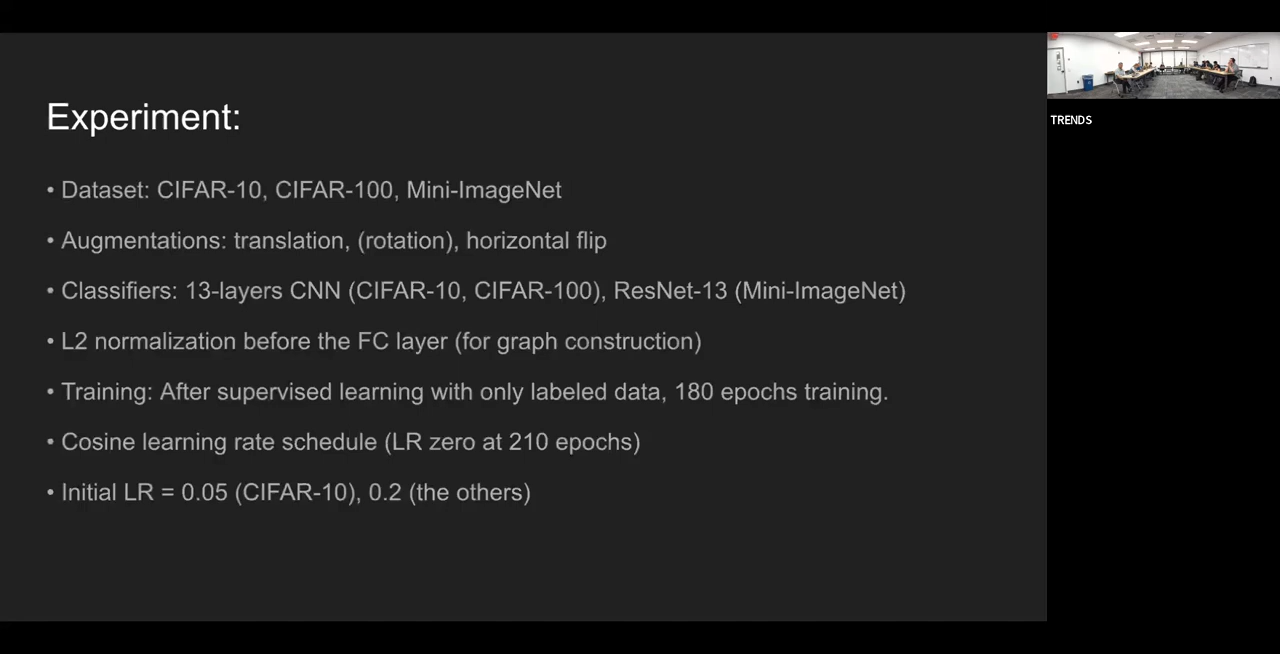 Experiment:
• Dataset: CIFAR-10, CIFAR-100, Mini-ImageNet
• Augmentations: translation, (rotation), horizontal flip
• Classifiers: 13-layers CNN (CIFAR-10, CIFAR-100), ResNet-13 (Mini-ImageNet)
• L2 normalization before the FC layer (for graph construction)
• Training: After supervised learning with only labeled data, 180 epochs training.
• Cosine learning rate schedule (LR zero at 210 epochs)
• Initial LR = 0.05 (CIFAR-10), 0.2 (the others)
TRENDS